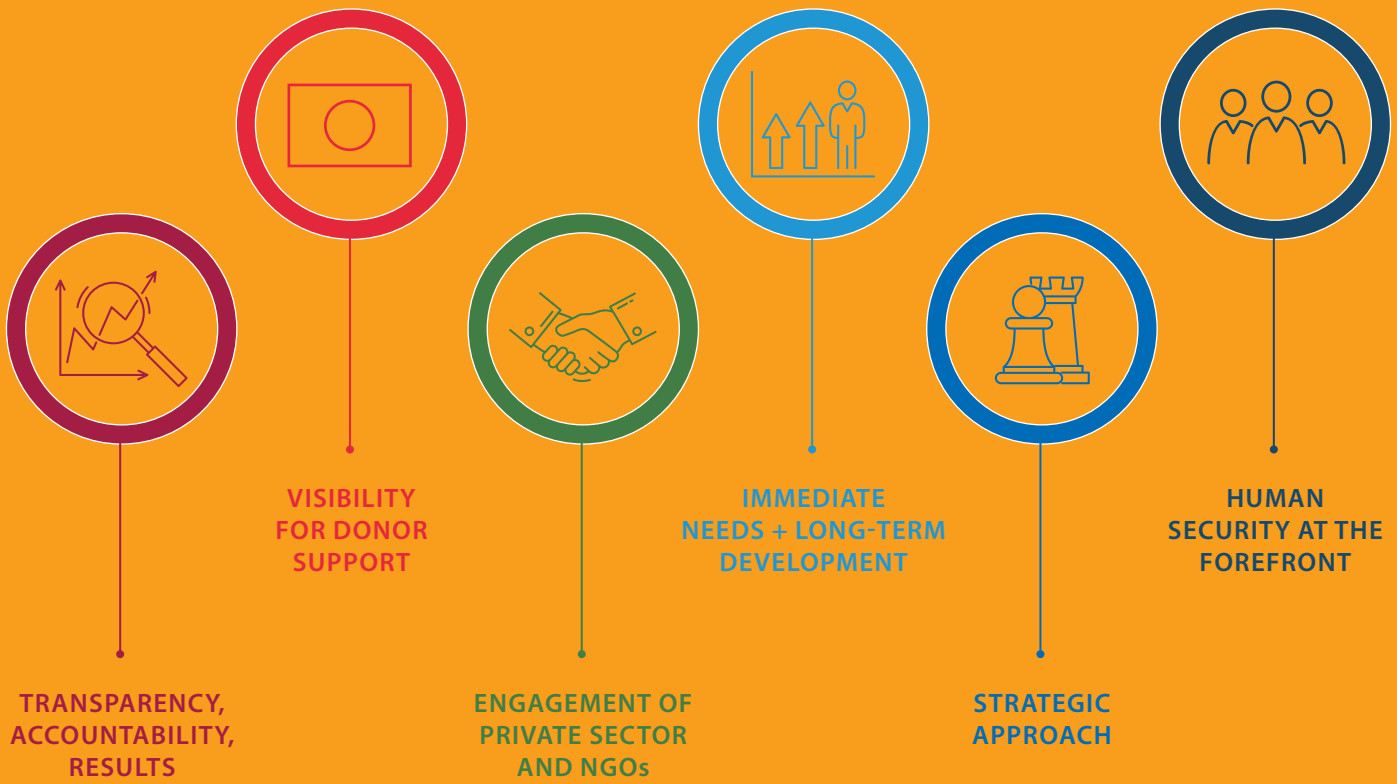 TRANSPARENCY,
ACCOUNTABILITY,
RESULTS
VISIBILITY
FOR DONOR
SUPPORT
ENGAGEMENT OF
PRIVATE SECTOR
AND NGOs
IMMEDIATE
NEEDS + LONG-TERM
DEVELOPMENT
STRATEGIC
APPROACH
HUMAN
SECURITY AT THE
FOREFRONT